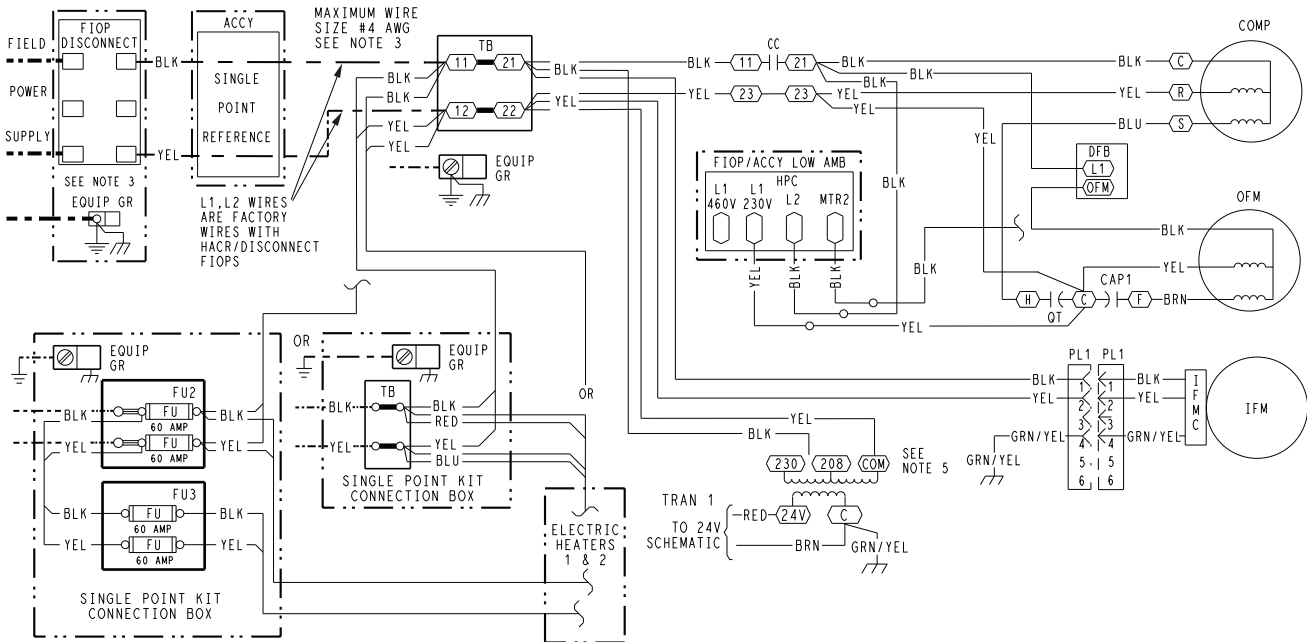 FIOP
DISCONNECT
FIELD
POWER
SUPPLY
BLK
YEL
SEE NOTE 3
EQUIP GR
ACCY
SINGLE
POINT
REFERENCE
MAXIMUM WIRE
SIZE #4 AWG
SEE NOTE 3
L1,L2 WIRES
ARE FACTORY
WIRES WITH
HACR/DISCONNECT
FIOPS
TB
11 21
12 22
BLK
BLK
YEL
YEL
EQUIP
GR
BLK
YEL
BLK
YEL
CC
11 21
23 23
BLK
BLK
YEL
BLK
YEL
BLU
C
R
S
COMP
YEL
BLK
DFB
L1
OFM
FIOP/ACCY LOW AMB
HPC
L1
460V
L1
230V
L2
MTR2
YEL
BLK
BLK
BLK
YEL
OFM
BLK
YEL
BRN
CAP1
H C F
QT
EQUIP
GR
FU2
BLK FU BLK
60 AMP
YEL FU YEL
60 AMP
FU3
BLK FU BLK
60 AMP
YEL FU YEL
60 AMP
SINGLE POINT KIT
CONNECTION BOX
OR
EQUIP
GR
TB
BLK BLK
RED
YEL YEL
BLU
SINGLE POINT KIT
CONNECTION BOX
OR
ELECTRIC
HEATERS
1 & 2
YEL
BLK
230 208 COM
SEE
NOTE 5
TRAN 1
RED 24V C
TO 24V
SCHEMATIC
BRN
GRN/YEL
PL1 PL1
BLK 1 1 BLK
YEL 2 2 YEL
3 3
GRN/YEL 4 4 GRN/YEL
5 5
6 6
GRN/YEL
IFMC
IFM